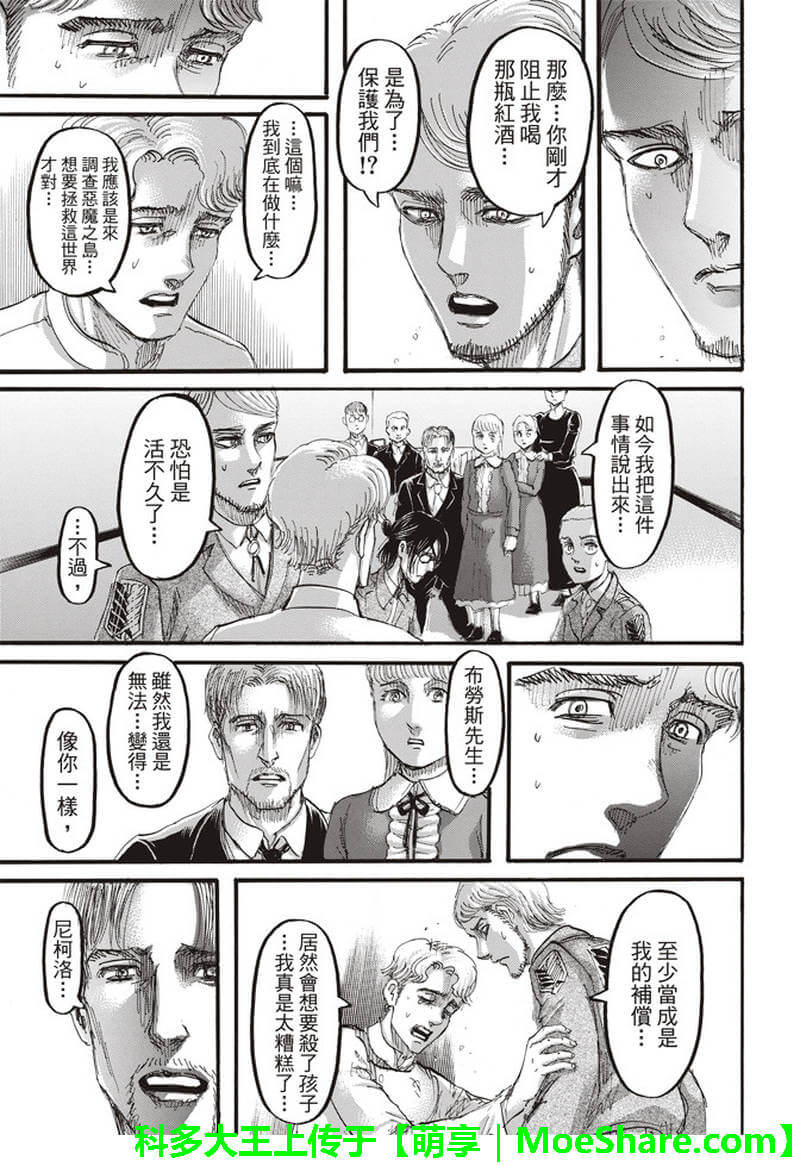 那麼…你剛才
阻止我喝
那瓶紅酒…
是為了…
保護我們!?
…這個嘛…
我到底在做什麼…
我應該是來
調查惡魔之島…
想要拯救這世界
才對…
如今我把這件
事情說出來…
恐怕是
活不久了…
…不過，
布勞斯先生…
雖然我還是
無法…變得…
像你一樣，
至少當成是
我的補償…
居然會想要殺了孩子
…我真是太糟糕了…
尼柯洛…
科多大王上传于【萌享/MoeShare.com】